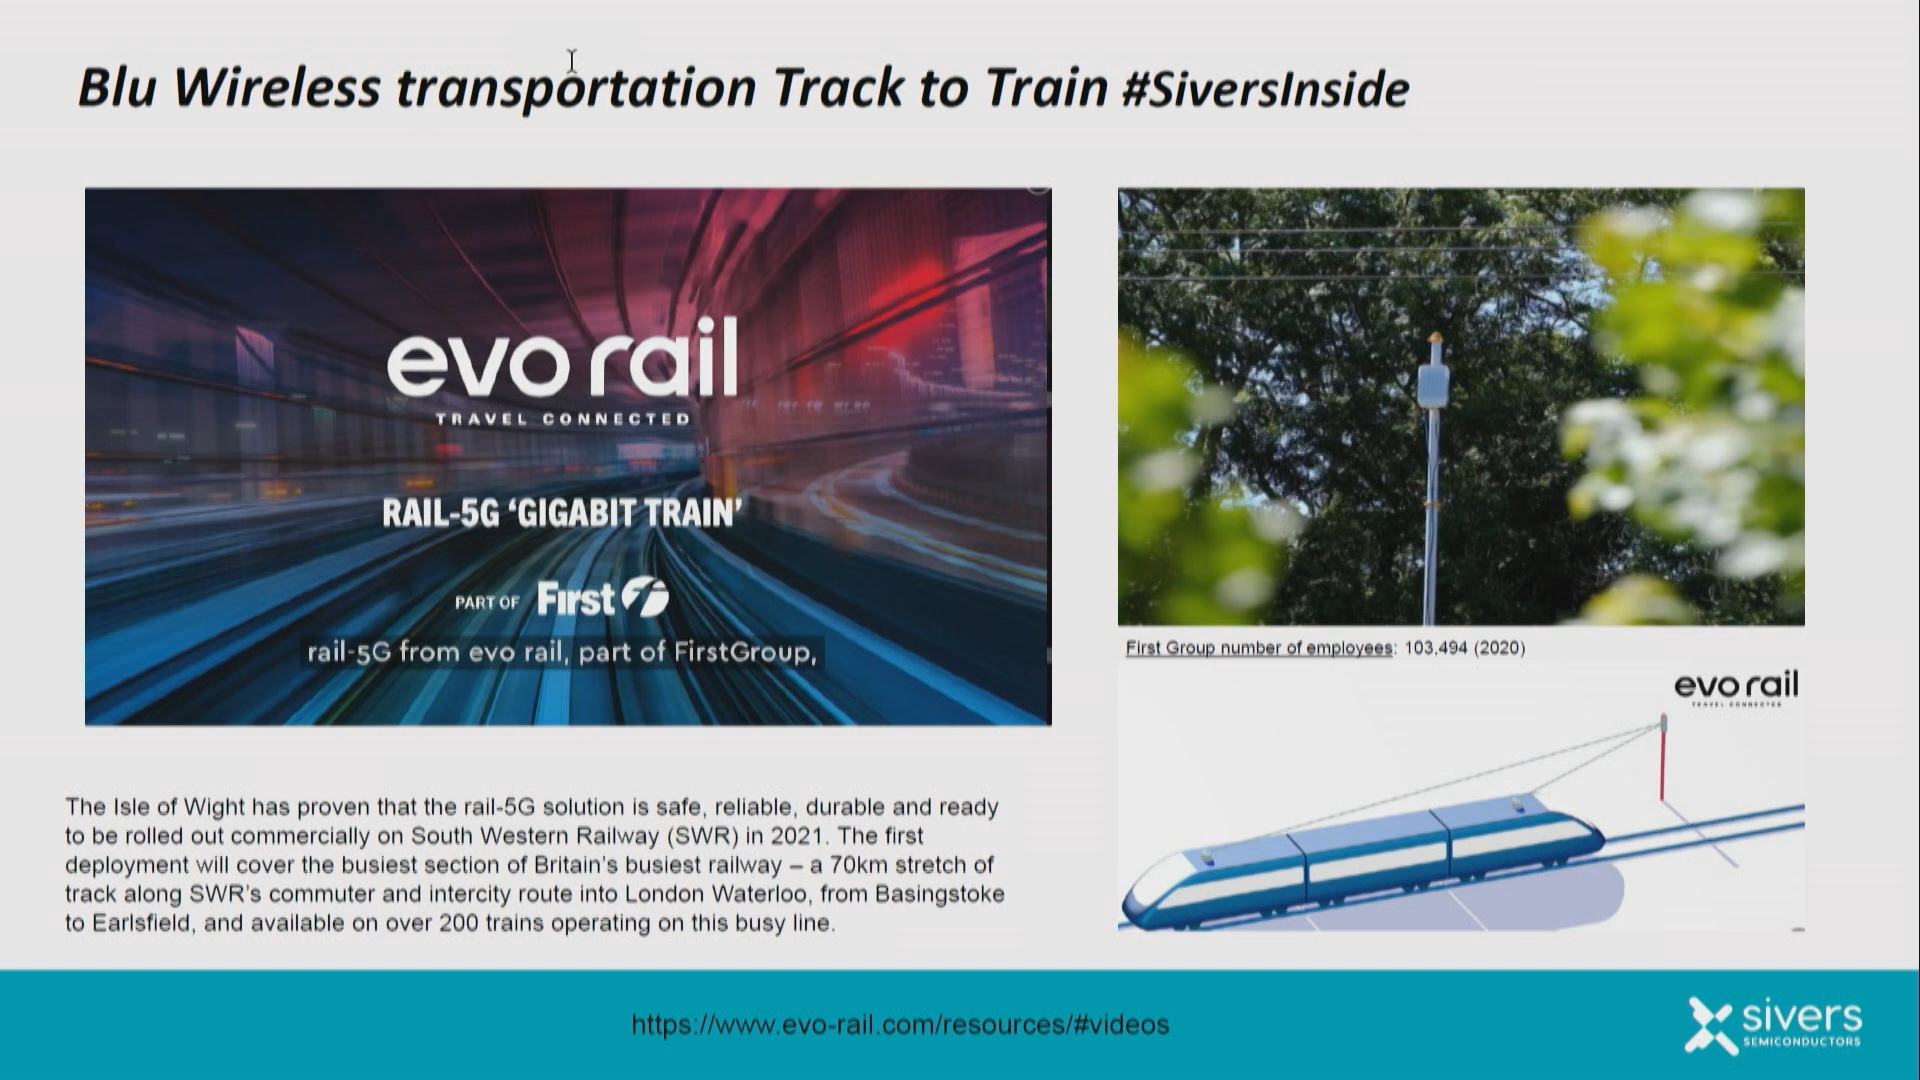 Blu Wireless transportation Track to Train #SiversInside
evo rail
TRAVEL CONNECTED
RAIL-5G ‘GIGABIT TRAIN’
PART OF First
rail-5G from evo rail, part of FirstGroup,
First Group number of employees: 103,494 (2020)
evo rail
TRAVEL CONNECTED
The Isle of Wight has proven that the rail-5G solution is safe, reliable, durable and ready
to be rolled out commercially on South Western Railway (SWR) in 2021. The first
deployment will cover the busiest section of Britain’s busiest railway – a 70km stretch of
track along SWR’s commuter and intercity route into London Waterloo, from Basingstoke
to Earlsfield, and available on over 200 trains operating on this busy line.
https://www.evo-rail.com/resources/#videos
sivers
SEMICONDUCTORS